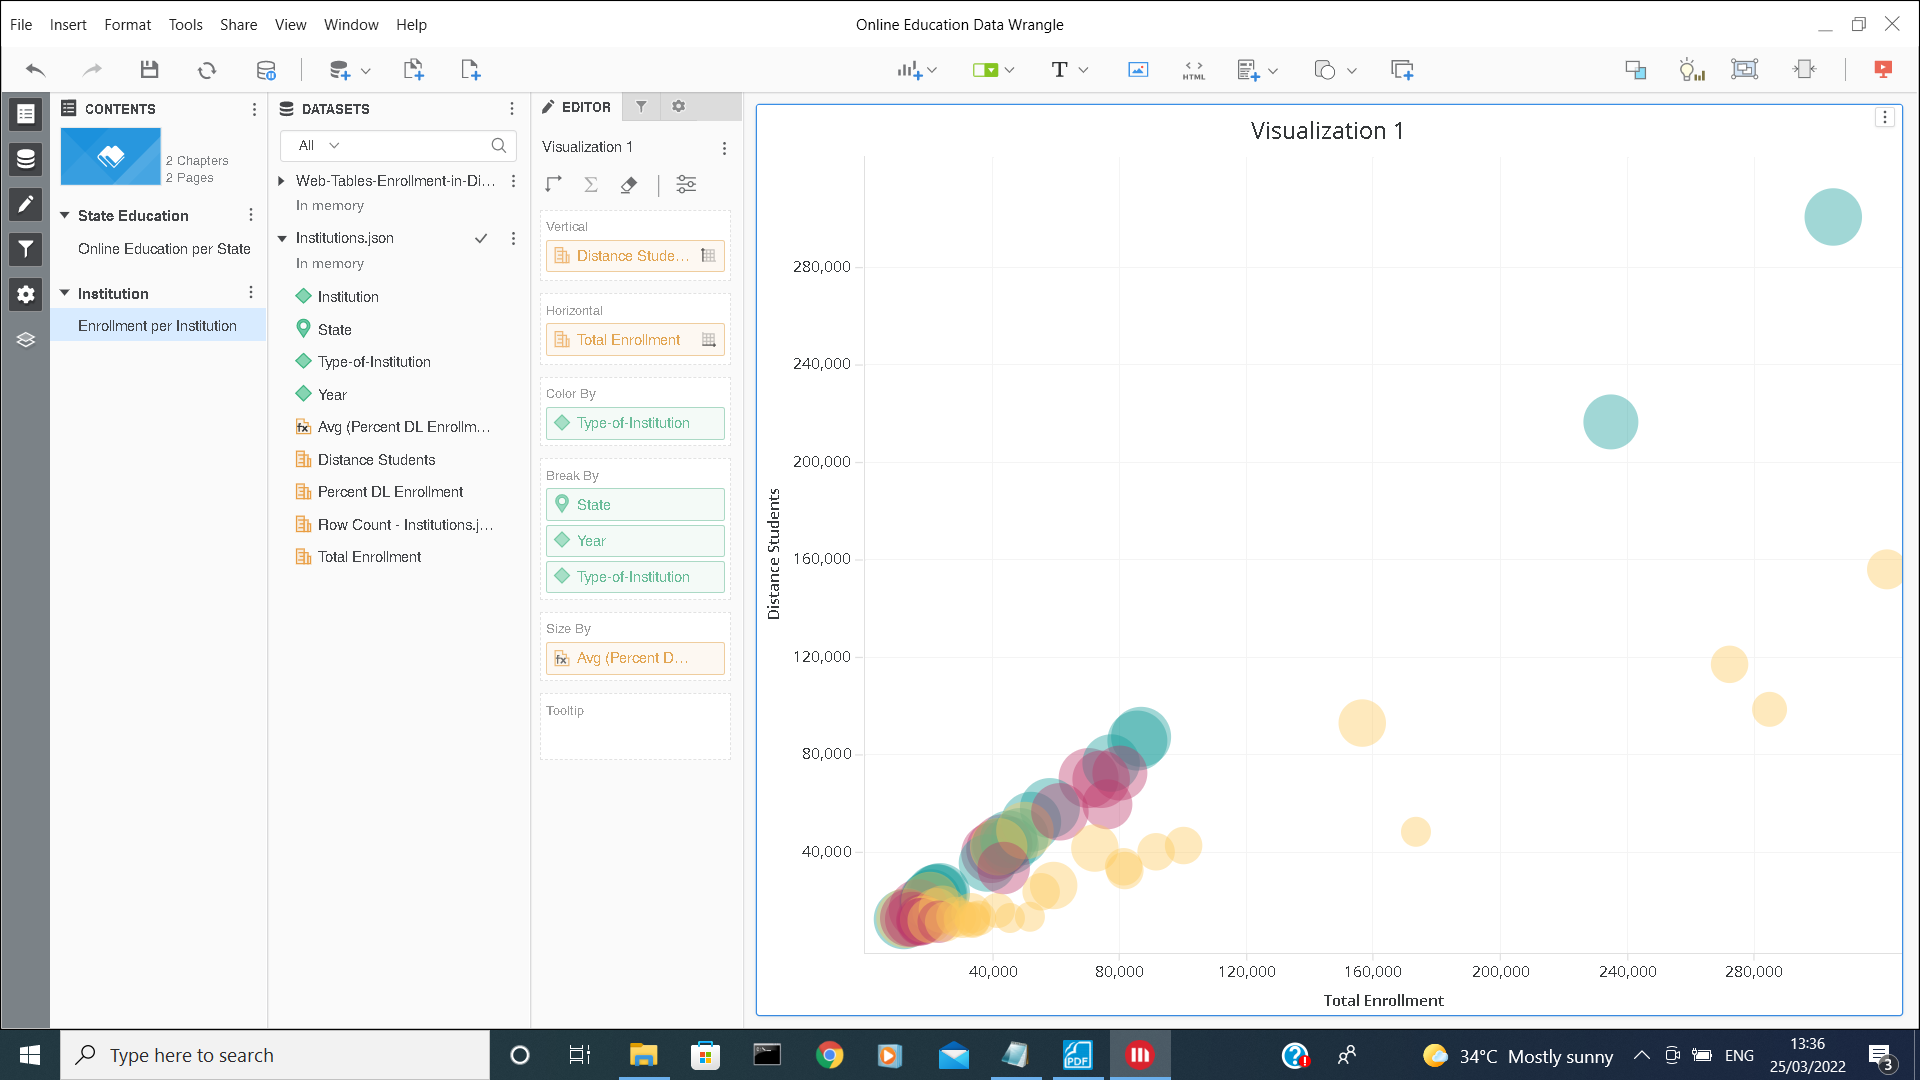 File Insert Format Tools Share View Window Help
Online Education Data Wrangle
T
HTML
CONTENTS
2 Chapters
2 Pages
State Education
Online Education per State
Institution
Enrollment per Institution
DATASETS
All
Web-Tables-Enrollment-in-Di...
In memory
Institutions.json
In memory
Institution
State
Type-of-Institution
Year
fx Avg (Percent DL Enrollm...
Distance Students
Percent DL Enrollment
Row Count - Institutions.j...
Total Enrollment
EDITOR
Visualization 1
Σ
Vertical
Distance Stude...
Horizontal
Total Enrollment
Color By
Type-of-Institution
Break By
State
Year
Type-of-Institution
Size By
fx Avg (Percent D...
Tooltip
Visualization 1
Distance Students
280,000
240,000
200,000
160,000
120,000
80,000
40,000
40,000 80,000 120,000 160,000 200,000 240,000 280,000
Total Enrollment
Type here to search
PDF
34°C Mostly sunny
ENG
13:36
25/03/2022
3